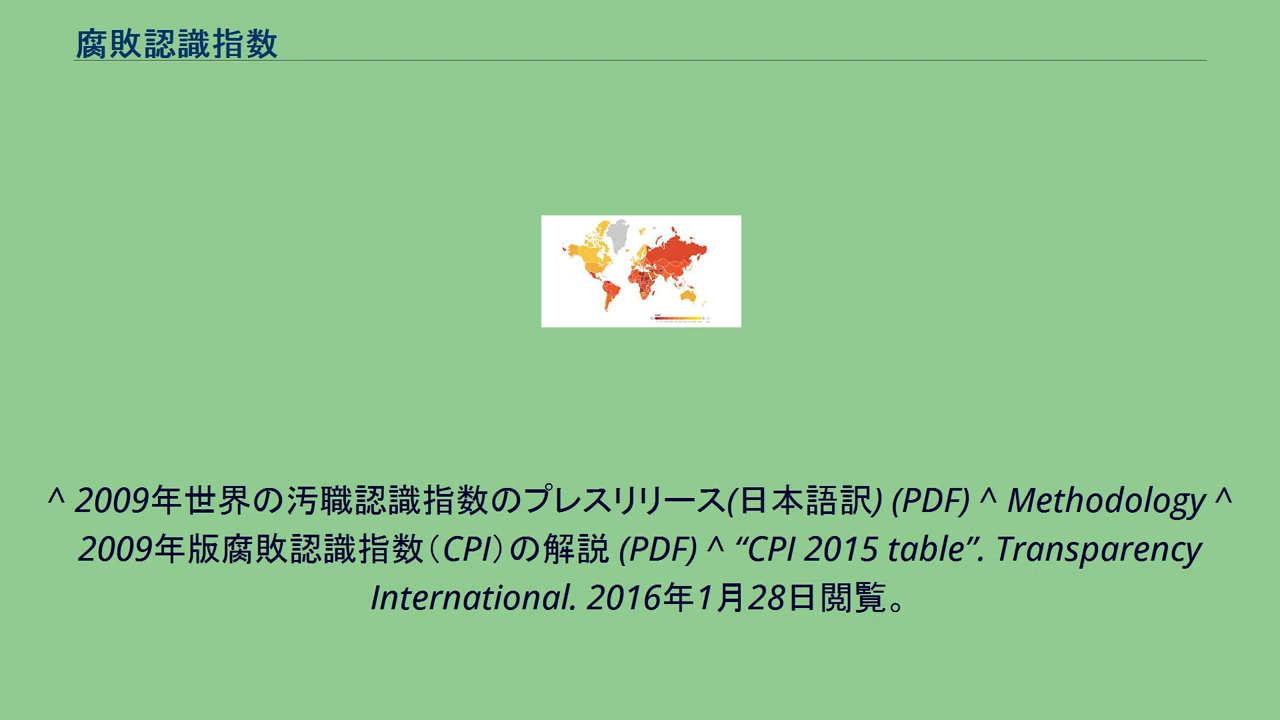 腐敗認識指数
^ 2009年世界の汚職認識指数のプレスリリース(日本語訳) (PDF) ^ Methodology ^
2009年版腐敗認識指数（CPI）の解説 (PDF) ^ “CPI 2015 table”. Transparency
International. 2016年1月28日閲覧。